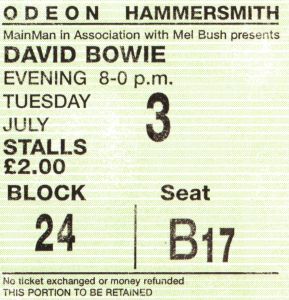 ODEON HAMMERSMITH
MainMan in Association with Mel Bush presents
DAVID BOWIE
EVENING 8-0 p.m.
TUESDAY
JULY 3
STALLS
£2.00
BLOCK Seat
24 B17
No ticket exchanged or money refunded
THIS PORTION TO BE RETAINED